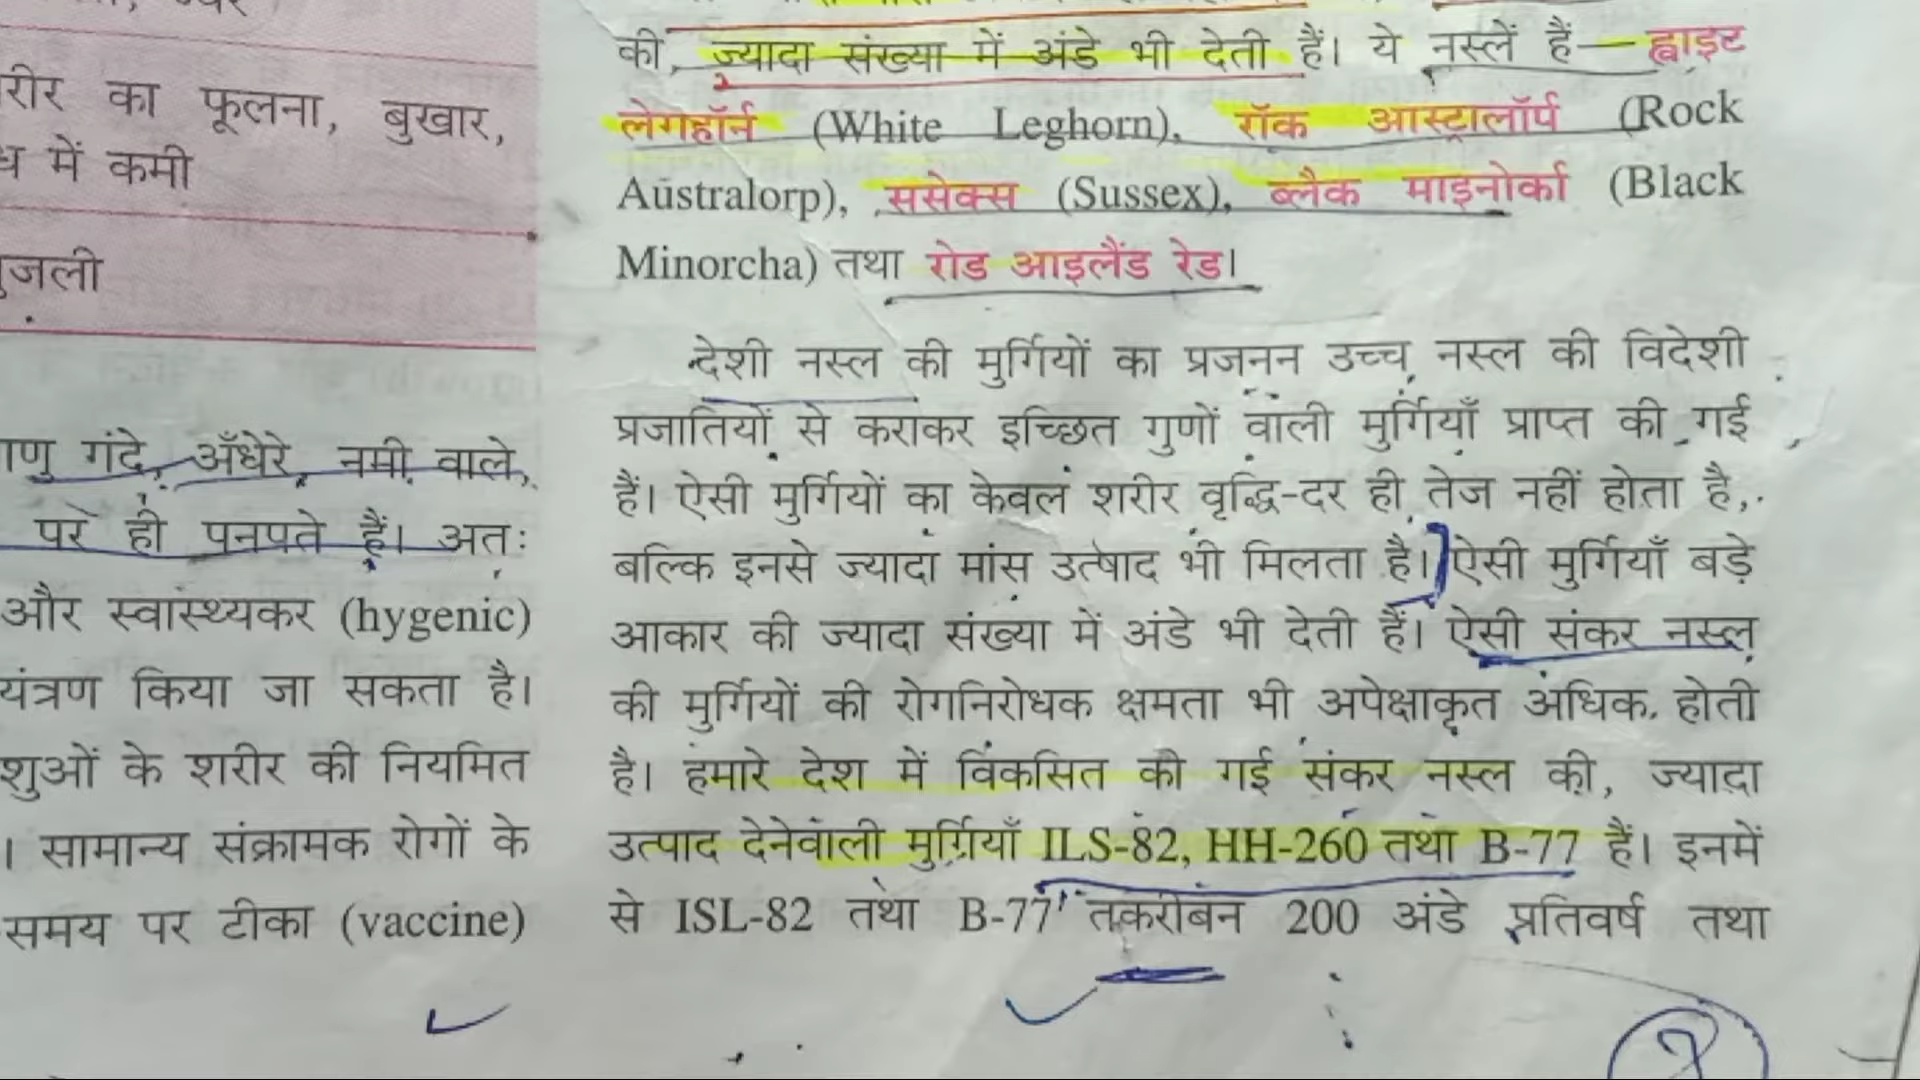 रीर का फूलना, बुखार,
में कमी
जली
गंदे, अँधेरे, नमी वाले,
पर ही पनपते हैं। अतः
और स्वास्थ्यकर (hygenic)
यंत्रण किया जा सकता है।
शुओं के शरीर की नियमित
। सामान्य संक्रामक रोगों के
समय पर टीका (vaccine)
की, ज्यादा संख्या में अंडे भी देती हैं। ये नस्लें हैं— ह्वाइट
लेगहॉर्न (White Leghorn), रॉक आस्ट्रालॉर्प (Rock
Australorp), ससेक्स (Sussex), ब्लैक माइनोर्का (Black
Minorcha) तथा रोड आइलैंड रेड।
देशी नस्ल की मुर्गियों का प्रजनन उच्च नस्ल की विदेशी
प्रजातियों से कराकर इच्छित गुणों वाली मुर्गियाँ प्राप्त की गई
हैं। ऐसी मुर्गियों का केवल शरीर वृद्धि-दर ही तेज नहीं होता है,
बल्कि इनसे ज्यादा मांस उत्पाद भी मिलता है। ऐसी मुर्गियाँ बड़े
आकार की ज्यादा संख्या में अंडे भी देती हैं। ऐसी संकर नस्ल
की मुर्गियों की रोगनिरोधक क्षमता भी अपेक्षाकृत अधिक होती
है। हमारे देश में विकसित की गई संकर नस्ल की, ज्यादा
उत्पाद देनेवाली मुर्गियाँ ILS-82, HH-260 तथा B-77 हैं। इनमें
से ISL-82 तथा B-77 तकरीबन 200 अंडे प्रतिवर्ष तथा